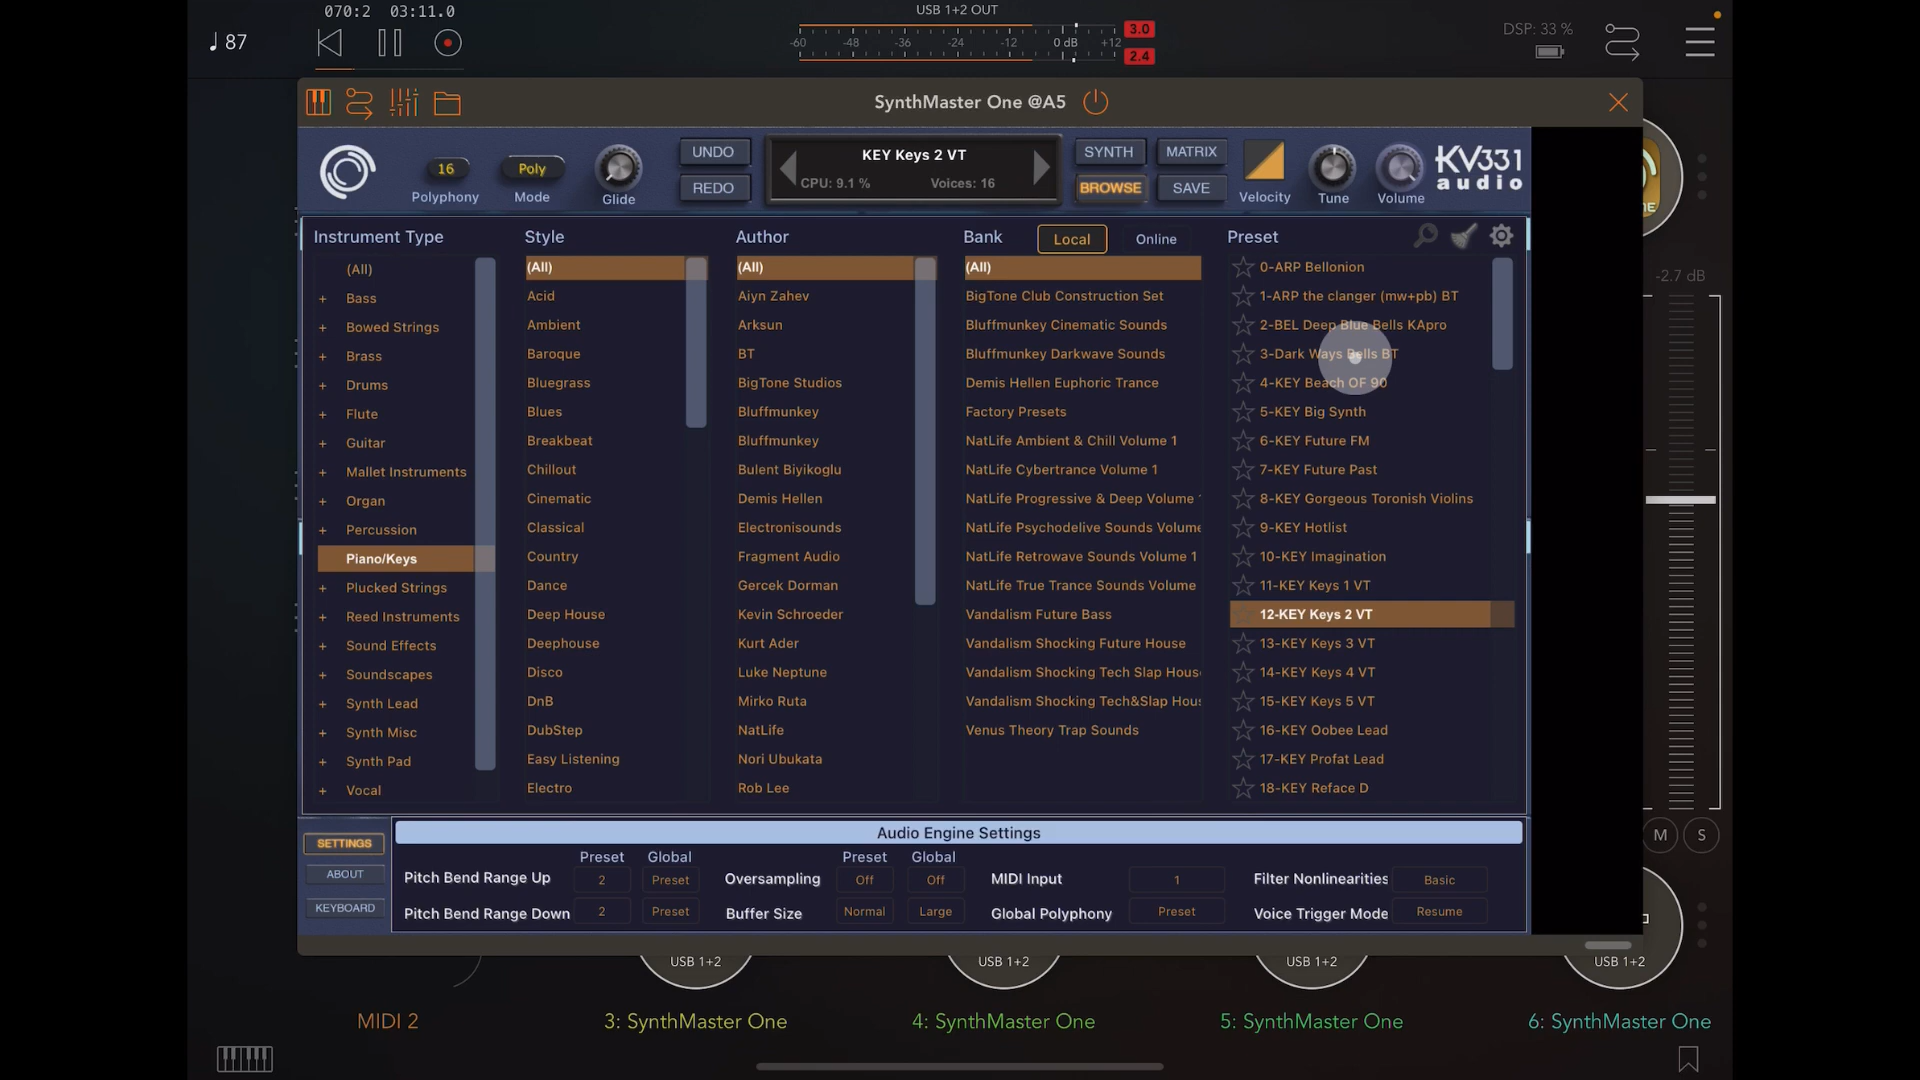 070:2 03:11.0
USB 1+2 OUT
♩ 87
-60 -48 -36 -24 -12 0 dB +12
3.0
2.4
DSP: 33 %
SynthMaster One @A5
16
Polyphony
Poly
Mode
Glide
UNDO
REDO
KEY Keys 2 VT
CPU: 9.1 %
Voices: 16
SYNTH
MATRIX
BROWSE
SAVE
Velocity
Tune
Volume
KV331
audio
Instrument Type
(All)
+ Bass
+ Bowed Strings
+ Brass
+ Drums
+ Flute
+ Guitar
+ Mallet Instruments
+ Organ
+ Percussion
Piano/Keys
+ Plucked Strings
+ Reed Instruments
+ Sound Effects
+ Soundscapes
+ Synth Lead
+ Synth Misc
+ Synth Pad
+ Vocal
Style
(All)
Acid
Ambient
Baroque
Bluegrass
Blues
Breakbeat
Chillout
Cinematic
Classical
Country
Dance
Deep House
Deephouse
Disco
DnB
DubStep
Easy Listening
Electro
Author
(All)
Aiyn Zahev
Arksun
BT
BigTone Studios
Bluffmunkey
Bluffmunkey
Bulent Biyikoglu
Demis Hellen
Electronisounds
Fragment Audio
Gercek Dorman
Kevin Schroeder
Kurt Ader
Luke Neptune
Mirko Ruta
NatLife
Nori Ubukata
Rob Lee
Bank
Local
Online
(All)
BigTone Club Construction Set
Bluffmunkey Cinematic Sounds
Bluffmunkey Darkwave Sounds
Demis Hellen Euphoric Trance
Factory Presets
NatLife Ambient & Chill Volume 1
NatLife Cybertrance Volume 1
NatLife Progressive & Deep Volume
NatLife Psychodelive Sounds Volume
NatLife Retrowave Sounds Volume 1
NatLife True Trance Sounds Volume
Vandalism Future Bass
Vandalism Shocking Future House
Vandalism Shocking Tech Slap Hous
Vandalism Shocking Tech&Slap Hous
Venus Theory Trap Sounds
Preset
0-ARP Bellonion
1-ARP the clanger (mw+pb) BT
2-BEL Deep Blue Bells KApro
3-Dark Ways Bells BT
4-KEY Beach OF 90
5-KEY Big Synth
6-KEY Future FM
7-KEY Future Past
8-KEY Gorgeous Toronish Violins
9-KEY Hotlist
10-KEY Imagination
11-KEY Keys 1 VT
12-KEY Keys 2 VT
13-KEY Keys 3 VT
14-KEY Keys 4 VT
15-KEY Keys 5 VT
16-KEY Oobee Lead
17-KEY Profat Lead
18-KEY Reface D
-2.7 dB
M S
SETTINGS
ABOUT
KEYBOARD
Audio Engine Settings
Preset Global
Preset Global
Pitch Bend Range Up 2 Preset
Oversampling Off Off
MIDI Input 1
Filter Nonlinearities Basic
Pitch Bend Range Down 2 Preset
Buffer Size Normal Large
Global Polyphony Preset
Voice Trigger Mode Resume
USB 1+2
USB 1+2
USB 1+2
USB 1+2
MIDI 2
3: SynthMaster One
4: SynthMaster One
5: SynthMaster One
6: SynthMaster One